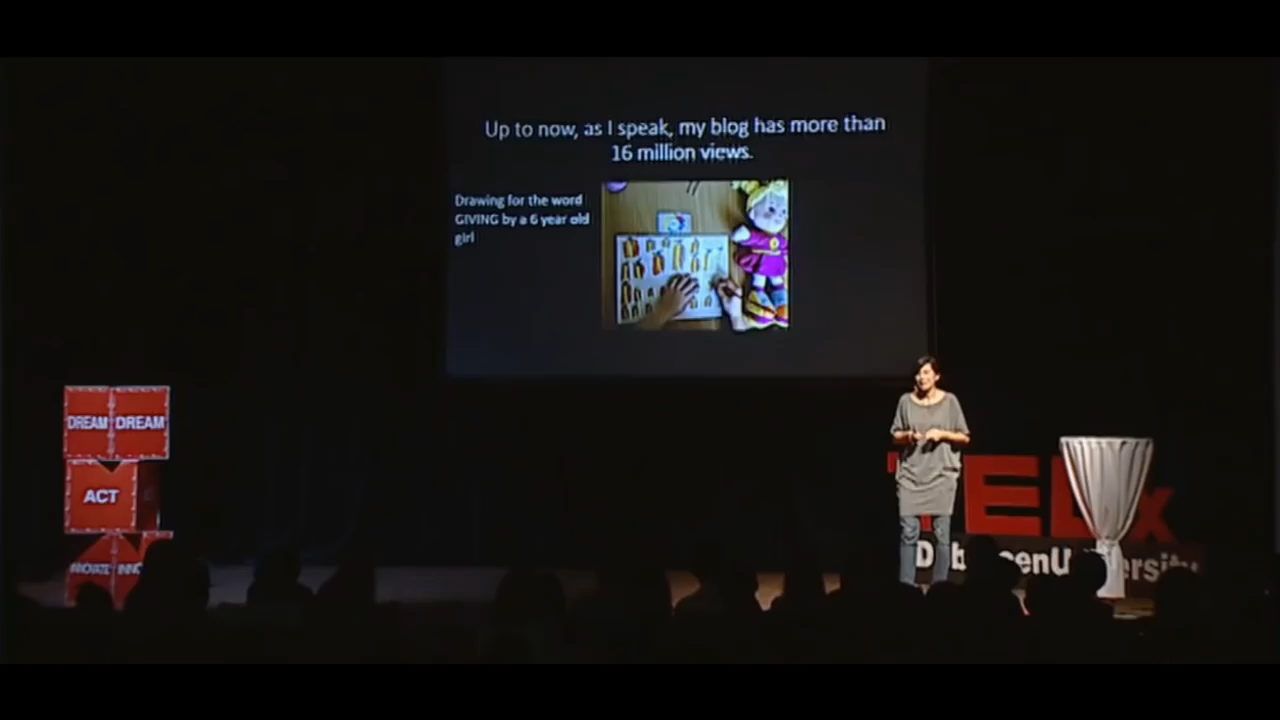 Up to now, as I speak, my blog has more than
16 million views.
Drawing for the word
GIVING by a 6 year old
girl
DREAM DREAM
ACT
TEDx